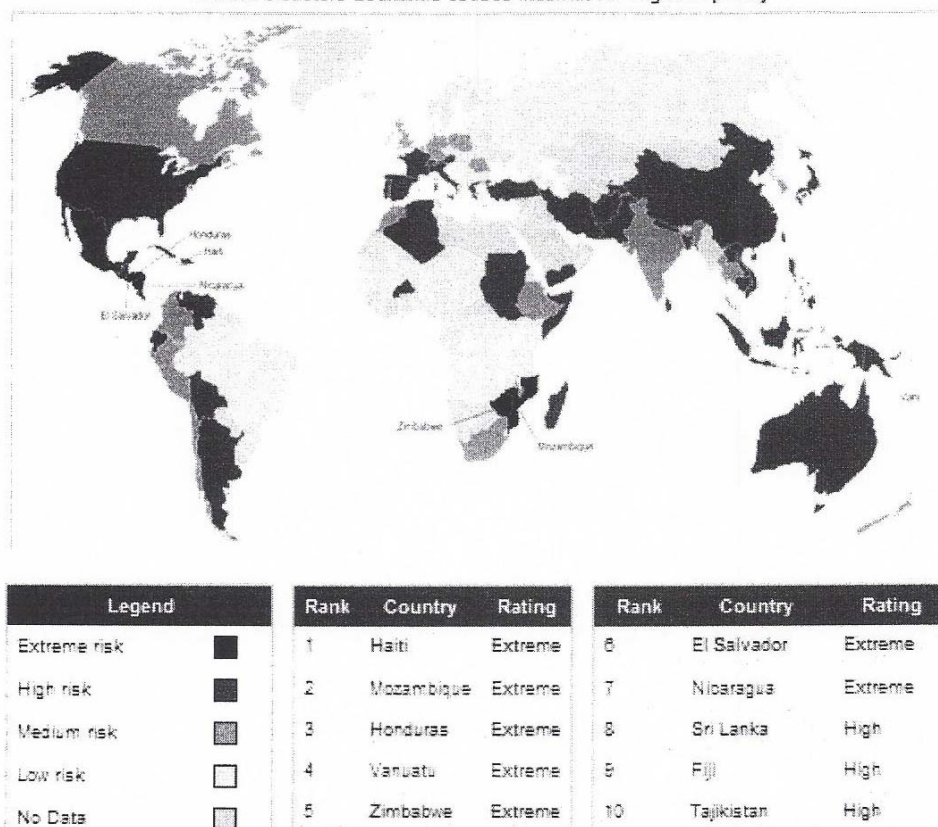 Honduras
Haiti
Nicaragua
El Salvador
Zimbabwe
Mozambique
Legend
Extreme risk
High risk
Medium risk
Low risk
No Data
Rank Country Rating
1 Haiti Extreme
2 Mozambique Extreme
3 Honduras Extreme
4 Vanuatu Extreme
5 Zimbabwe Extreme
Rank Country Rating
6 El Salvador Extreme
7 Nicaragua Extreme
8 Sri Lanka High
9 Fiji High
10 Tajikistan High